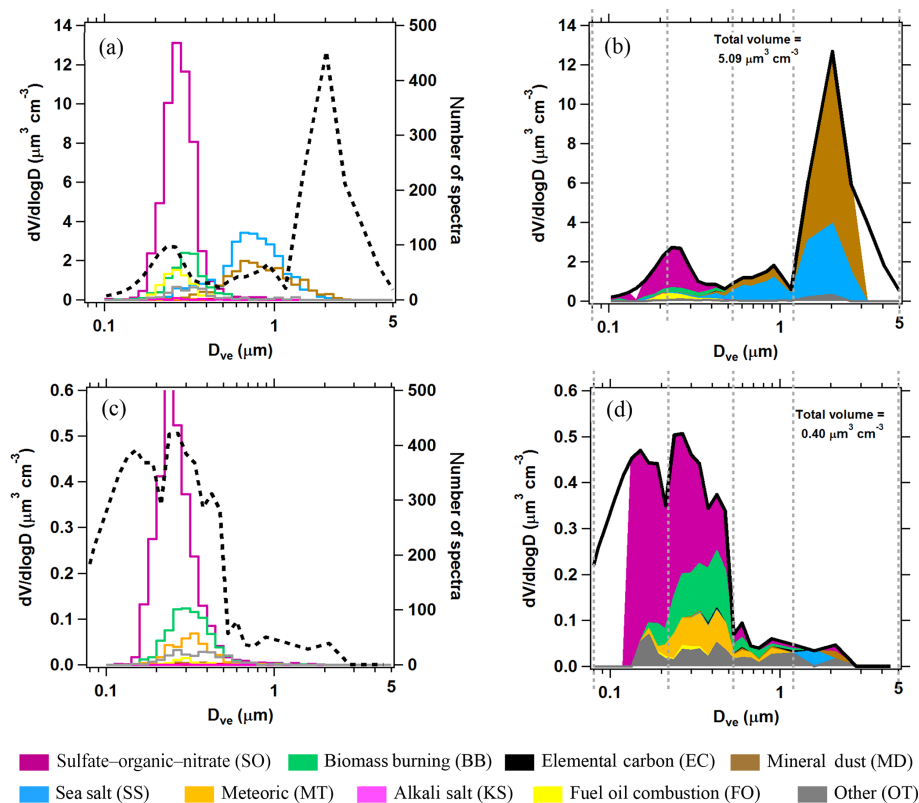 (a)
14
12
10
8
6
4
2
0
dV/dlogD (μm³ cm⁻³)
500
400
300
200
100
0
Number of spectra
0.1
1
5
Dve (μm)
(b)
Total volume =
5.09 μm³ cm⁻³
14
12
10
8
6
4
2
0
dV/dlogD (μm³ cm⁻³)
0.1
1
5
Dve (μm)
(c)
0.6
0.5
0.4
0.3
0.2
0.1
0.0
dV/dlogD (μm³ cm⁻³)
500
400
300
200
100
0
Number of spectra
0.1
1
5
Dve (μm)
(d)
Total volume =
0.40 μm³ cm⁻³
0.6
0.5
0.4
0.3
0.2
0.1
0.0
dV/dlogD (μm³ cm⁻³)
0.1
1
5
Dve (μm)
Sulfate–organic–nitrate (SO) Biomass burning (BB) Elemental carbon (EC) Mineral dust (MD)
Sea salt (SS) Meteoric (MT) Alkali salt (KS) Fuel oil combustion (FO) Other (OT)